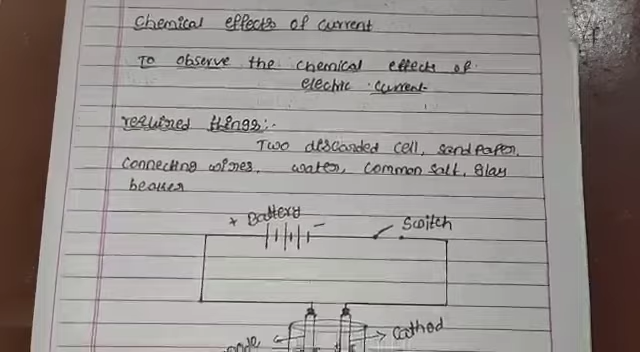 Chemical effects of current
To observe the chemical effects of
electric current
required things:-
Two discarded cell, sand paper,
connecting wires, water, common salt, glay
beaker
+ Battery -
Switch
Cathod